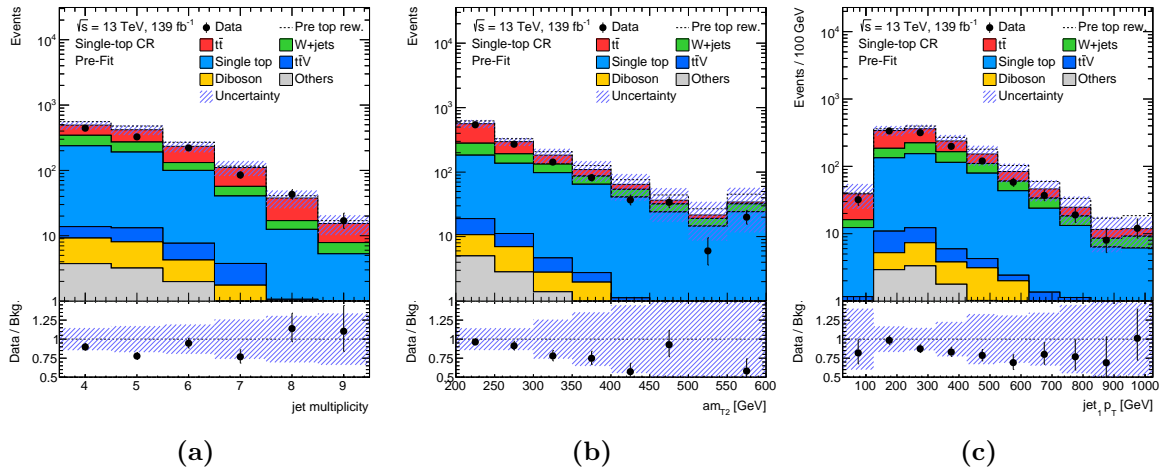 Events
10⁴
10³
10²
10
1
√s = 13 TeV, 139 fb⁻¹
Single-top CR
Pre-Fit
Data
Pre top rew.
tt̄
W+jets
Single top
tt̄V
Diboson
Others
Uncertainty
Data / Bkg.
1.25
1
0.75
0.5
4 5 6 7 8 9
jet multiplicity
Events
10⁴
10³
10²
10
1
√s = 13 TeV, 139 fb⁻¹
Single-top CR
Pre-Fit
Data
Pre top rew.
tt̄
W+jets
Single top
tt̄V
Diboson
Others
Uncertainty
Data / Bkg.
1.25
1
0.75
0.5
200 250 300 350 400 450 500 550 600
am_T2 [GeV]
Events / 100 GeV
10⁴
10³
10²
10
1
√s = 13 TeV, 139 fb⁻¹
Single-top CR
Pre-Fit
Data
Pre top rew.
tt̄
W+jets
Single top
tt̄V
Diboson
Others
Uncertainty
Data / Bkg.
1.25
1
0.75
0.5
100 200 300 400 500 600 700 800 900 1000
jet₁ p_T [GeV]
(a) (b) (c)